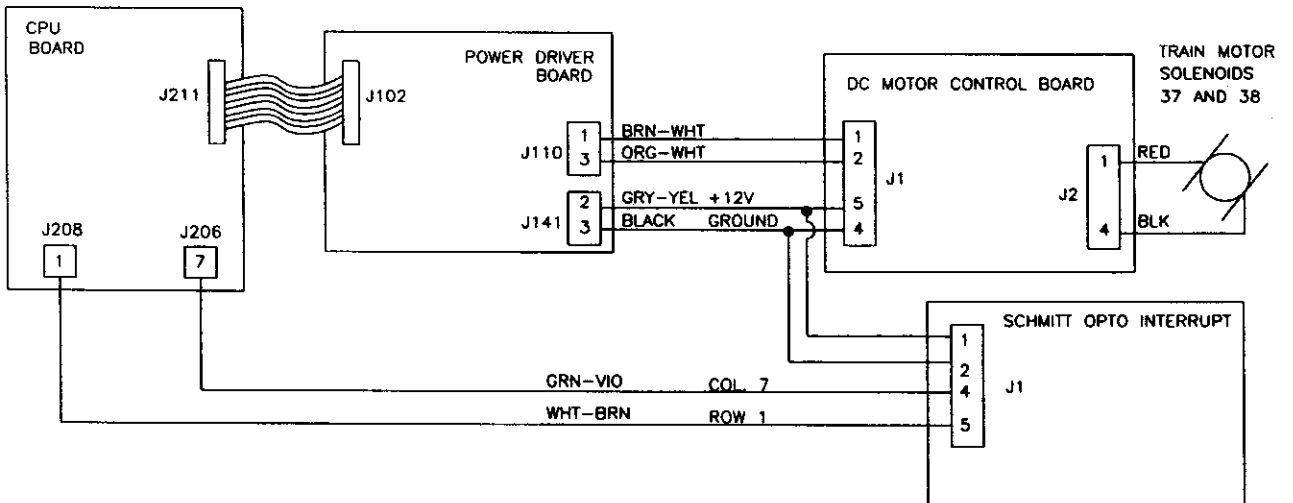 CPU
BOARD
J211
J102
J208
1
J206
7
POWER DRIVER
BOARD
J110
1
3
J141
2
3
BRN-WHT
ORG-WHT
GRY-YEL +12V
BLACK GROUND
DC MOTOR CONTROL BOARD
1
2
5
4
J1
J2
1
4
RED
BLK
TRAIN MOTOR
SOLENOIDS
37 AND 38
SCHMITT OPTO INTERRUPT
1
2
4
5
J1
GRN-VIO COL. 7
WHT-BRN ROW 1